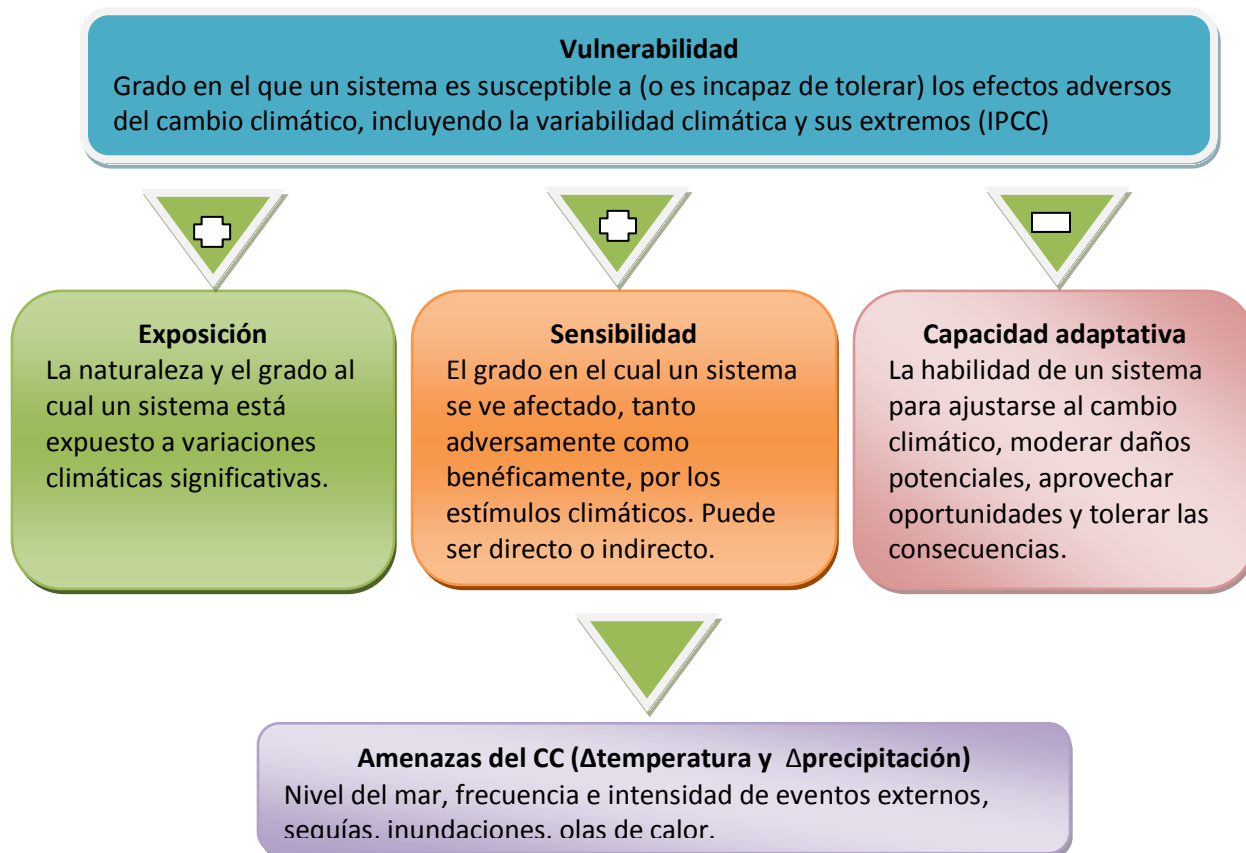 Vulnerabilidad
Grado en el que un sistema es susceptible a (o es incapaz de tolerar) los efectos adversos
del cambio climático, incluyendo la variabilidad climática y sus extremos (IPCC)
Exposición
La naturaleza y el grado al
cual un sistema está
expuesto a variaciones
climáticas significativas.
Sensibilidad
El grado en el cual un sistema
se ve afectado, tanto
adversamente como
benéficamente, por los
estímulos climáticos. Puede
ser directo o indirecto.
Capacidad adaptativa
La habilidad de un sistema
para ajustarse al cambio
climático, moderar daños
potenciales, aprovechar
oportunidades y tolerar las
consecuencias.
Amenazas del CC (Δtemperatura y Δprecipitación)
Nivel del mar, frecuencia e intensidad de eventos externos,
sequías, inundaciones, olas de calor.